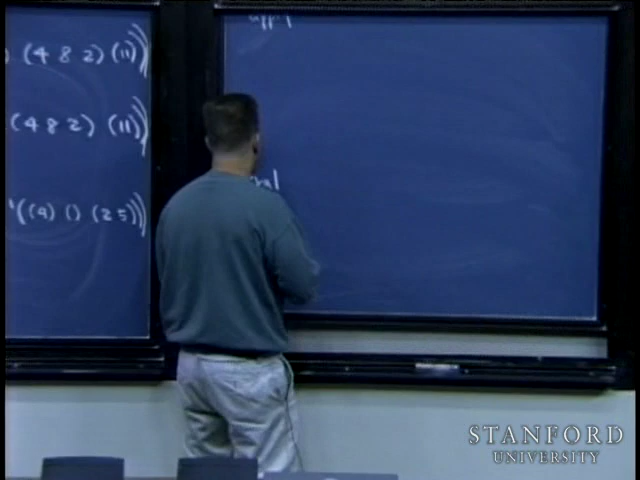 ) (4 8 2) (11)))
(4 8 2) (11)))
'((4) () (2 5)))
STANFORD
UNIVERSITY